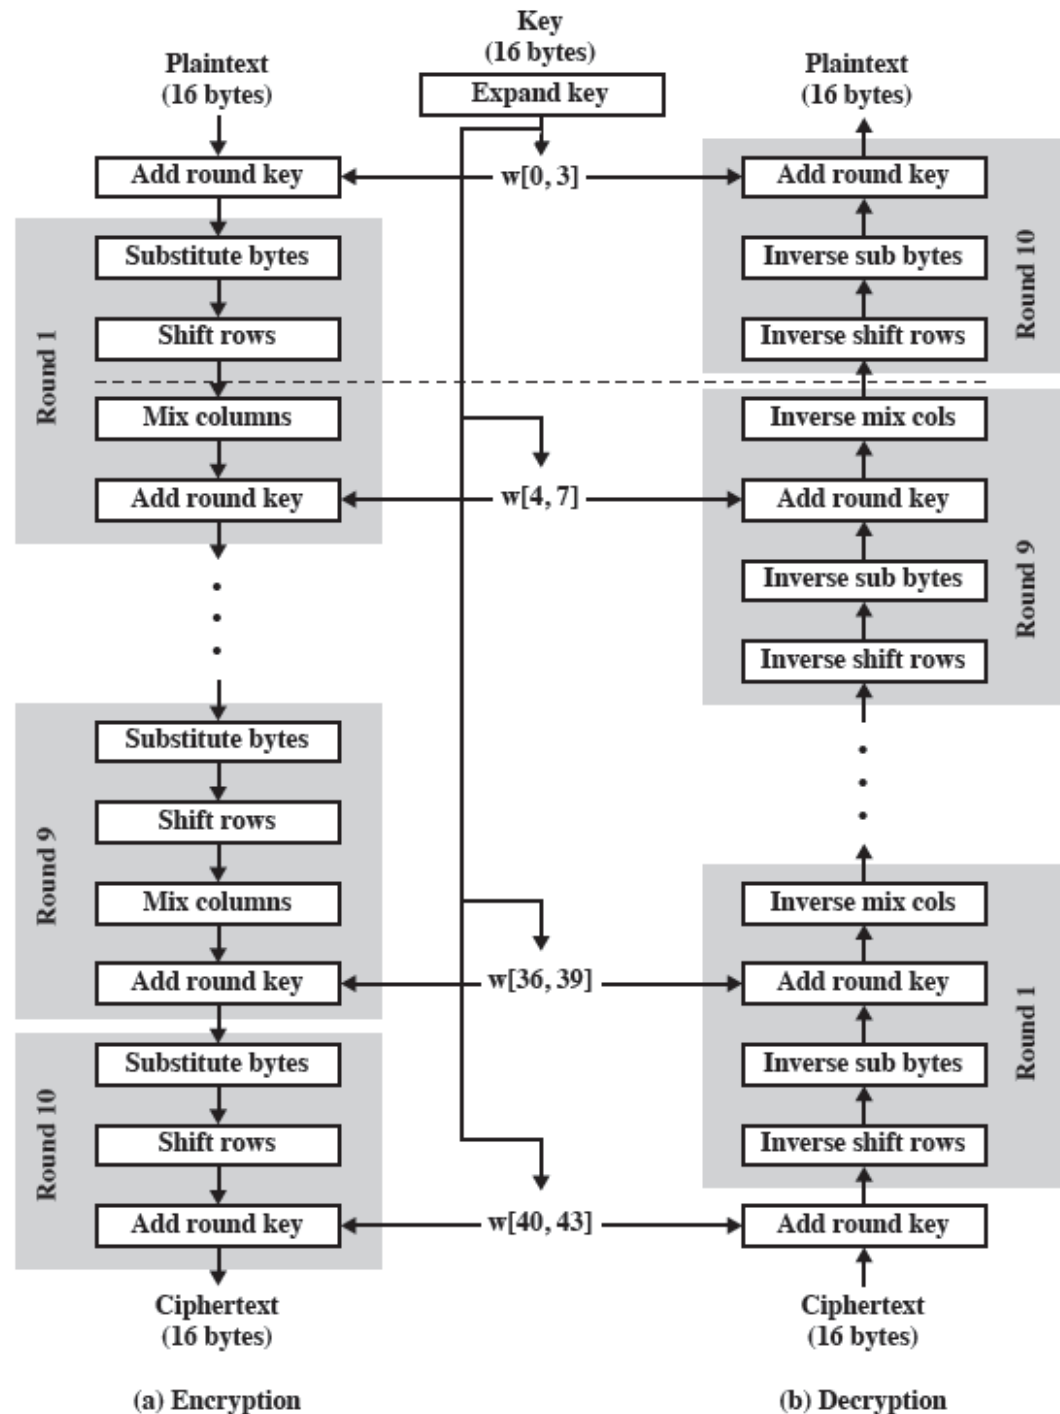 Key
(16 bytes)
Expand key
Plaintext
(16 bytes)
Add round key
Round 1
Substitute bytes
Shift rows
Mix columns
Add round key
Round 9
Substitute bytes
Shift rows
Mix columns
Add round key
Round 10
Substitute bytes
Shift rows
Add round key
Ciphertext
(16 bytes)
(a) Encryption
w[0, 3]
w[4, 7]
w[36, 39]
w[40, 43]
Plaintext
(16 bytes)
Add round key
Inverse sub bytes
Inverse shift rows
Round 10
Inverse mix cols
Add round key
Inverse sub bytes
Inverse shift rows
Round 9
Inverse mix cols
Add round key
Inverse sub bytes
Inverse shift rows
Round 1
Add round key
Ciphertext
(16 bytes)
(b) Decryption